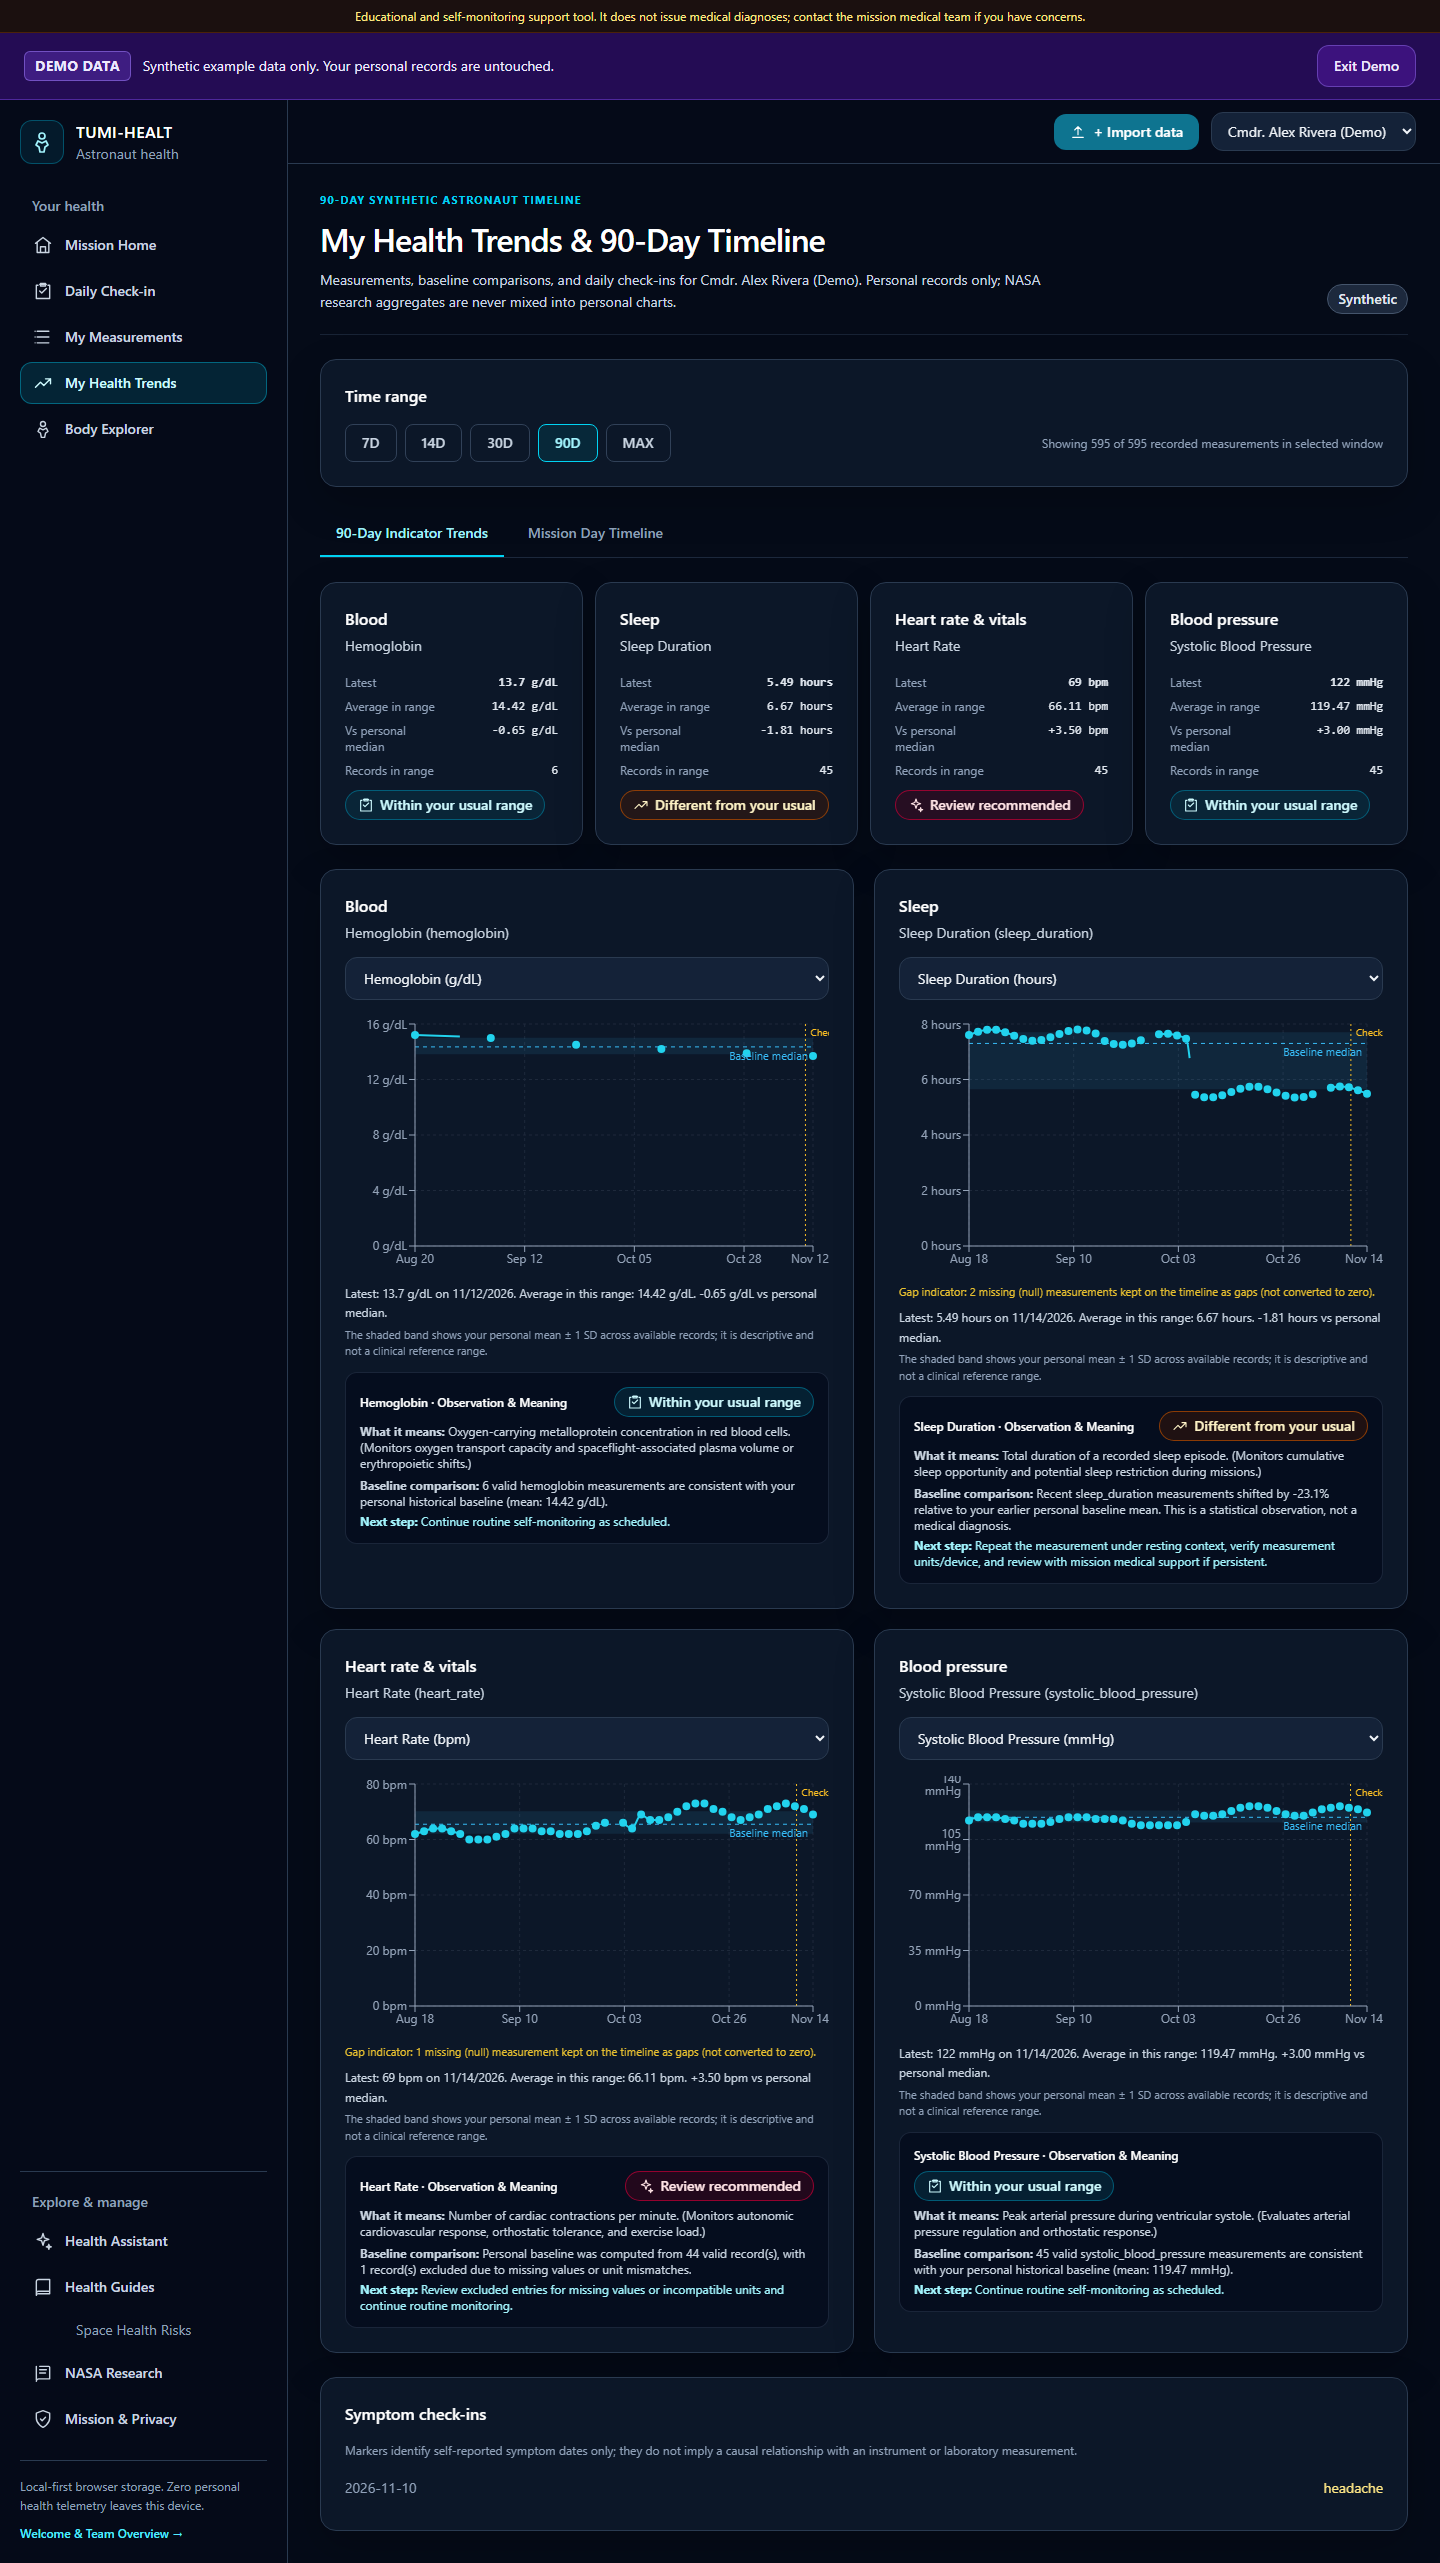 Educational and self-monitoring support tool. It does not issue medical diagnoses; contact the mission medical team if you have concerns.
DEMO DATA
Synthetic example data only. Your personal records are untouched.
Exit Demo
TUMI-HEALT
Astronaut health
+ Import data
Cmdr. Alex Rivera (Demo)
Your health
Mission Home
Daily Check-in
My Measurements
My Health Trends
Body Explorer
90-DAY SYNTHETIC ASTRONAUT TIMELINE
My Health Trends & 90-Day Timeline
Measurements, baseline comparisons, and daily check-ins for Cmdr. Alex Rivera (Demo). Personal records only; NASA
research aggregates are never mixed into personal charts.
Synthetic
Time range
7D
14D
30D
90D
MAX
Showing 595 of 595 recorded measurements in selected window
90-Day Indicator Trends
Mission Day Timeline
Blood
Hemoglobin
Latest 13.7 g/dL
Average in range 14.42 g/dL
Vs personal -0.65 g/dL
median
Records in range 6
Within your usual range
Sleep
Sleep Duration
Latest 5.49 hours
Average in range 6.67 hours
Vs personal -1.81 hours
median
Records in range 45
Different from your usual
Heart rate & vitals
Heart Rate
Latest 69 bpm
Average in range 66.11 bpm
Vs personal +3.50 bpm
median
Records in range 45
Review recommended
Blood pressure
Systolic Blood Pressure
Latest 122 mmHg
Average in range 119.47 mmHg
Vs personal +3.00 mmHg
median
Records in range 45
Within your usual range
Blood
Hemoglobin (hemoglobin)
Hemoglobin (g/dL)
16 g/dL
12 g/dL
8 g/dL
4 g/dL
0 g/dL
Chec
Baseline median
Aug 20
Sep 12
Oct 05
Oct 28
Nov 12
Latest: 13.7 g/dL on 11/12/2026. Average in this range: 14.42 g/dL. -0.65 g/dL vs personal
median.
The shaded band shows your personal mean ± 1 SD across available records; it is descriptive and
not a clinical reference range.
Hemoglobin · Observation & Meaning
Within your usual range
What it means: Oxygen-carrying metalloprotein concentration in red blood cells.
(Monitors oxygen transport capacity and spaceflight-associated plasma volume or
erythropoietic shifts.)
Baseline comparison: 6 valid hemoglobin measurements are consistent with your
personal historical baseline (mean: 14.42 g/dL).
Next step: Continue routine self-monitoring as scheduled.
Sleep
Sleep Duration (sleep_duration)
Sleep Duration (hours)
8 hours
6 hours
4 hours
2 hours
0 hours
Check
Baseline median
Aug 18
Sep 10
Oct 03
Oct 26
Nov 14
Gap indicator: 2 missing (null) measurements kept on the timeline as gaps (not converted to zero).
Latest: 5.49 hours on 11/14/2026. Average in this range: 6.67 hours. -1.81 hours vs personal
median.
The shaded band shows your personal mean ± 1 SD across available records; it is descriptive and
not a clinical reference range.
Sleep Duration · Observation & Meaning
Different from your usual
What it means: Total duration of a recorded sleep episode. (Monitors cumulative
sleep opportunity and potential sleep restriction during missions.)
Baseline comparison: Recent sleep_duration measurements shifted by -23.1%
relative to your earlier personal baseline mean. This is a statistical observation, not a
medical diagnosis.
Next step: Repeat the measurement under resting context, verify measurement
units/device, and review with mission medical support if persistent.
Heart rate & vitals
Heart Rate (heart_rate)
Heart Rate (bpm)
80 bpm
60 bpm
40 bpm
20 bpm
0 bpm
Check
Baseline median
Aug 18
Sep 10
Oct 03
Oct 26
Nov 14
Gap indicator: 1 missing (null) measurement kept on the timeline as gaps (not converted to zero).
Latest: 69 bpm on 11/14/2026. Average in this range: 66.11 bpm. +3.50 bpm vs personal
median.
The shaded band shows your personal mean ± 1 SD across available records; it is descriptive and
not a clinical reference range.
Heart Rate · Observation & Meaning
Review recommended
What it means: Number of cardiac contractions per minute. (Monitors autonomic
cardiovascular response, orthostatic tolerance, and exercise load.)
Baseline comparison: Personal baseline was computed from 44 valid record(s), with
1 record(s) excluded due to missing values or unit mismatches.
Next step: Review excluded entries for missing values or incompatible units and
continue routine monitoring.
Blood pressure
Systolic Blood Pressure (systolic_blood_pressure)
Systolic Blood Pressure (mmHg)
140
mmHg
105
mmHg
70 mmHg
35 mmHg
0 mmHg
Check
Baseline median
Aug 18
Sep 10
Oct 03
Oct 26
Nov 14
Latest: 122 mmHg on 11/14/2026. Average in this range: 119.47 mmHg. +3.00 mmHg vs
personal median.
The shaded band shows your personal mean ± 1 SD across available records; it is descriptive and
not a clinical reference range.
Systolic Blood Pressure · Observation & Meaning
Within your usual range
What it means: Peak arterial pressure during ventricular systole. (Evaluates arterial
pressure regulation and orthostatic response.)
Baseline comparison: 45 valid systolic_blood_pressure measurements are consistent
with your personal historical baseline (mean: 119.47 mmHg).
Next step: Continue routine self-monitoring as scheduled.
Symptom check-ins
Markers identify self-reported symptom dates only; they do not imply a causal relationship with an instrument or laboratory measurement.
2026-11-10
headache
Explore & manage
Health Assistant
Health Guides
Space Health Risks
NASA Research
Mission & Privacy
Local-first browser storage. Zero personal
health telemetry leaves this device.
Welcome & Team Overview →